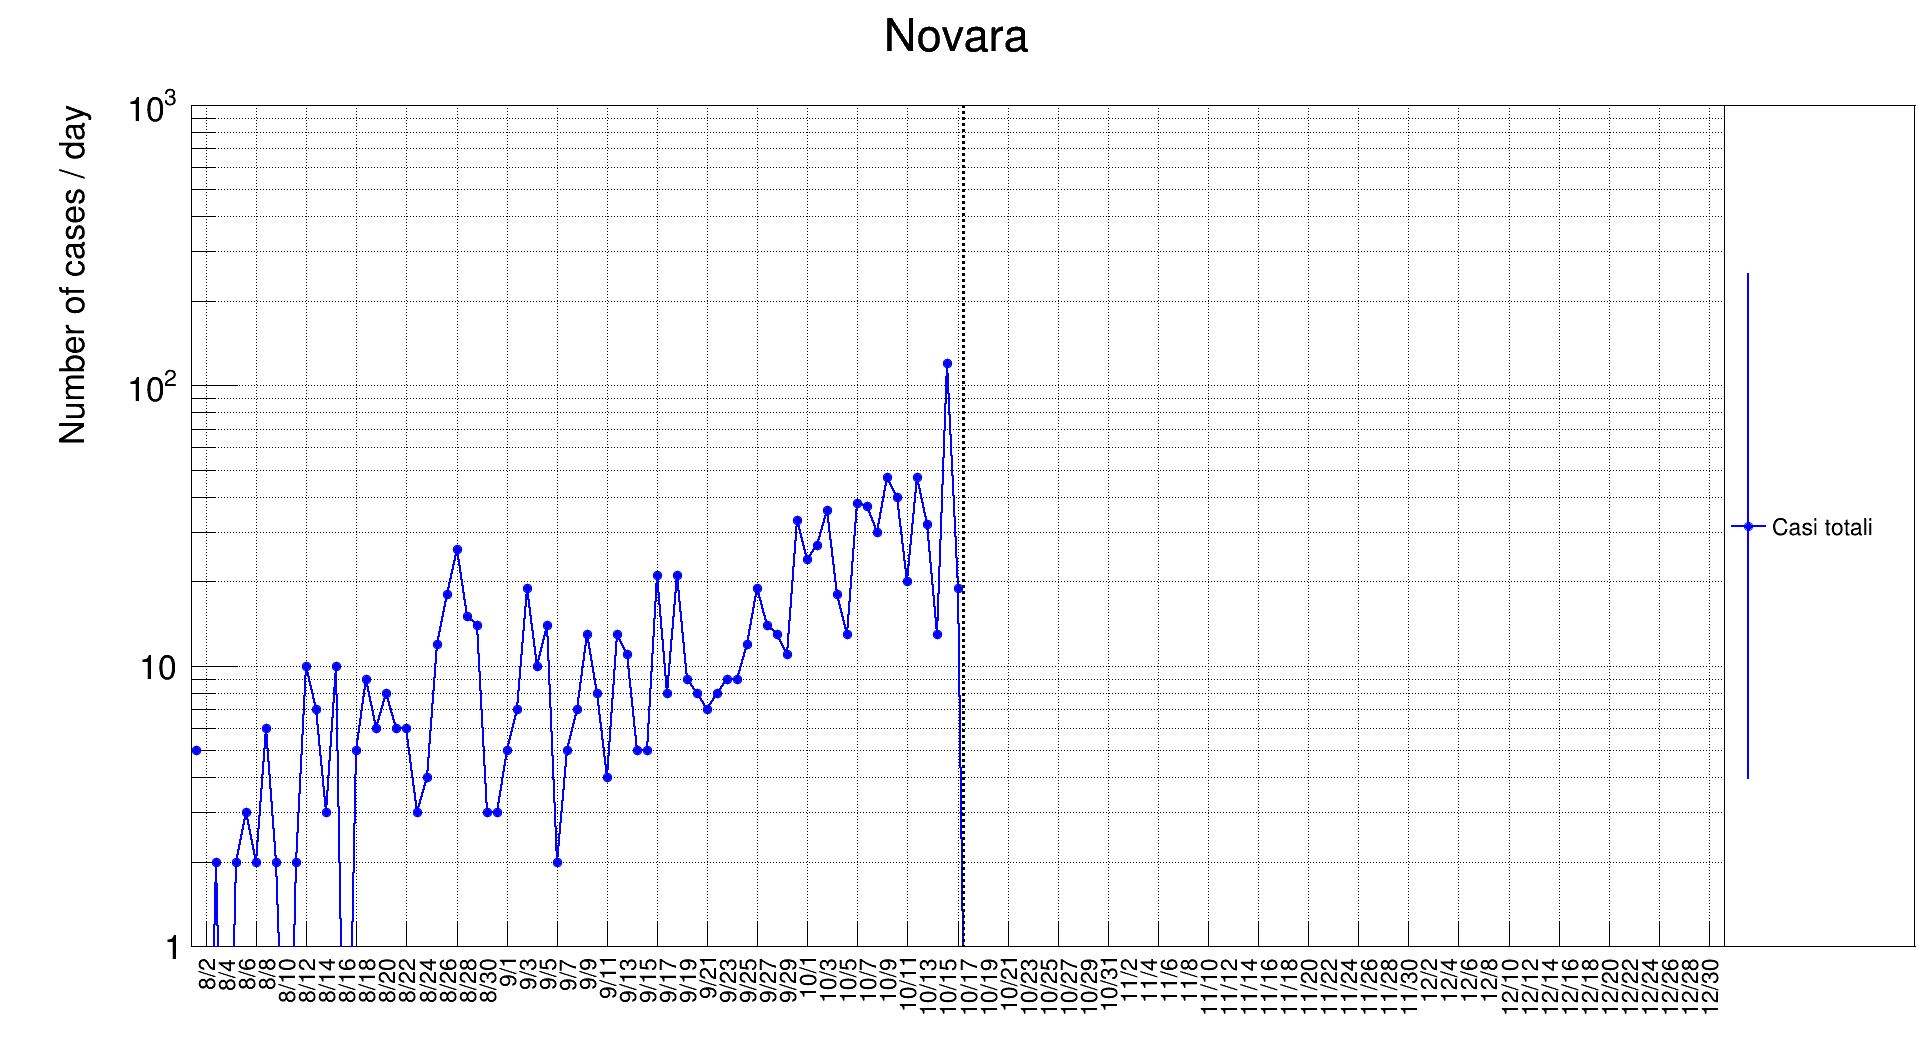 Novara
Number of cases / day
10³
10²
10
1
8/2 8/4 8/6 8/8 8/10 8/12 8/14 8/16 8/18 8/20 8/22 8/24 8/26 8/28 8/30 9/1 9/3 9/5 9/7 9/9 9/11 9/13 9/15 9/17 9/19 9/21 9/23 9/25 9/27 9/29 10/1 10/3 10/5 10/7 10/9 10/11 10/13 10/15 10/17 10/19 10/21 10/23 10/25 10/27 10/29 10/31 11/2 11/4 11/6 11/8 11/10 11/12 11/14 11/16 11/18 11/20 11/22 11/24 11/26 11/28 11/30 12/2 12/4 12/6 12/8 12/10 12/12 12/14 12/16 12/18 12/20 12/22 12/24 12/26 12/28 12/30
Casi totali